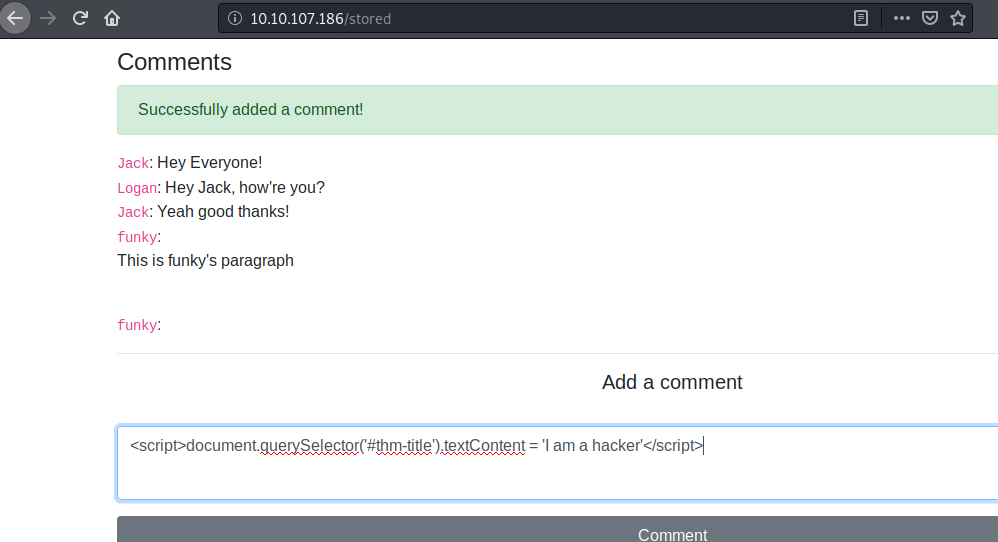 10.10.107.186/stored
Comments
Successfully added a comment!
Jack: Hey Everyone!
Logan: Hey Jack, how're you?
Jack: Yeah good thanks!
funky:
This is funky's paragraph
funky:
Add a comment
<script>document.querySelector('#thm-title').textContent = 'I am a hacker'</script>
Comment